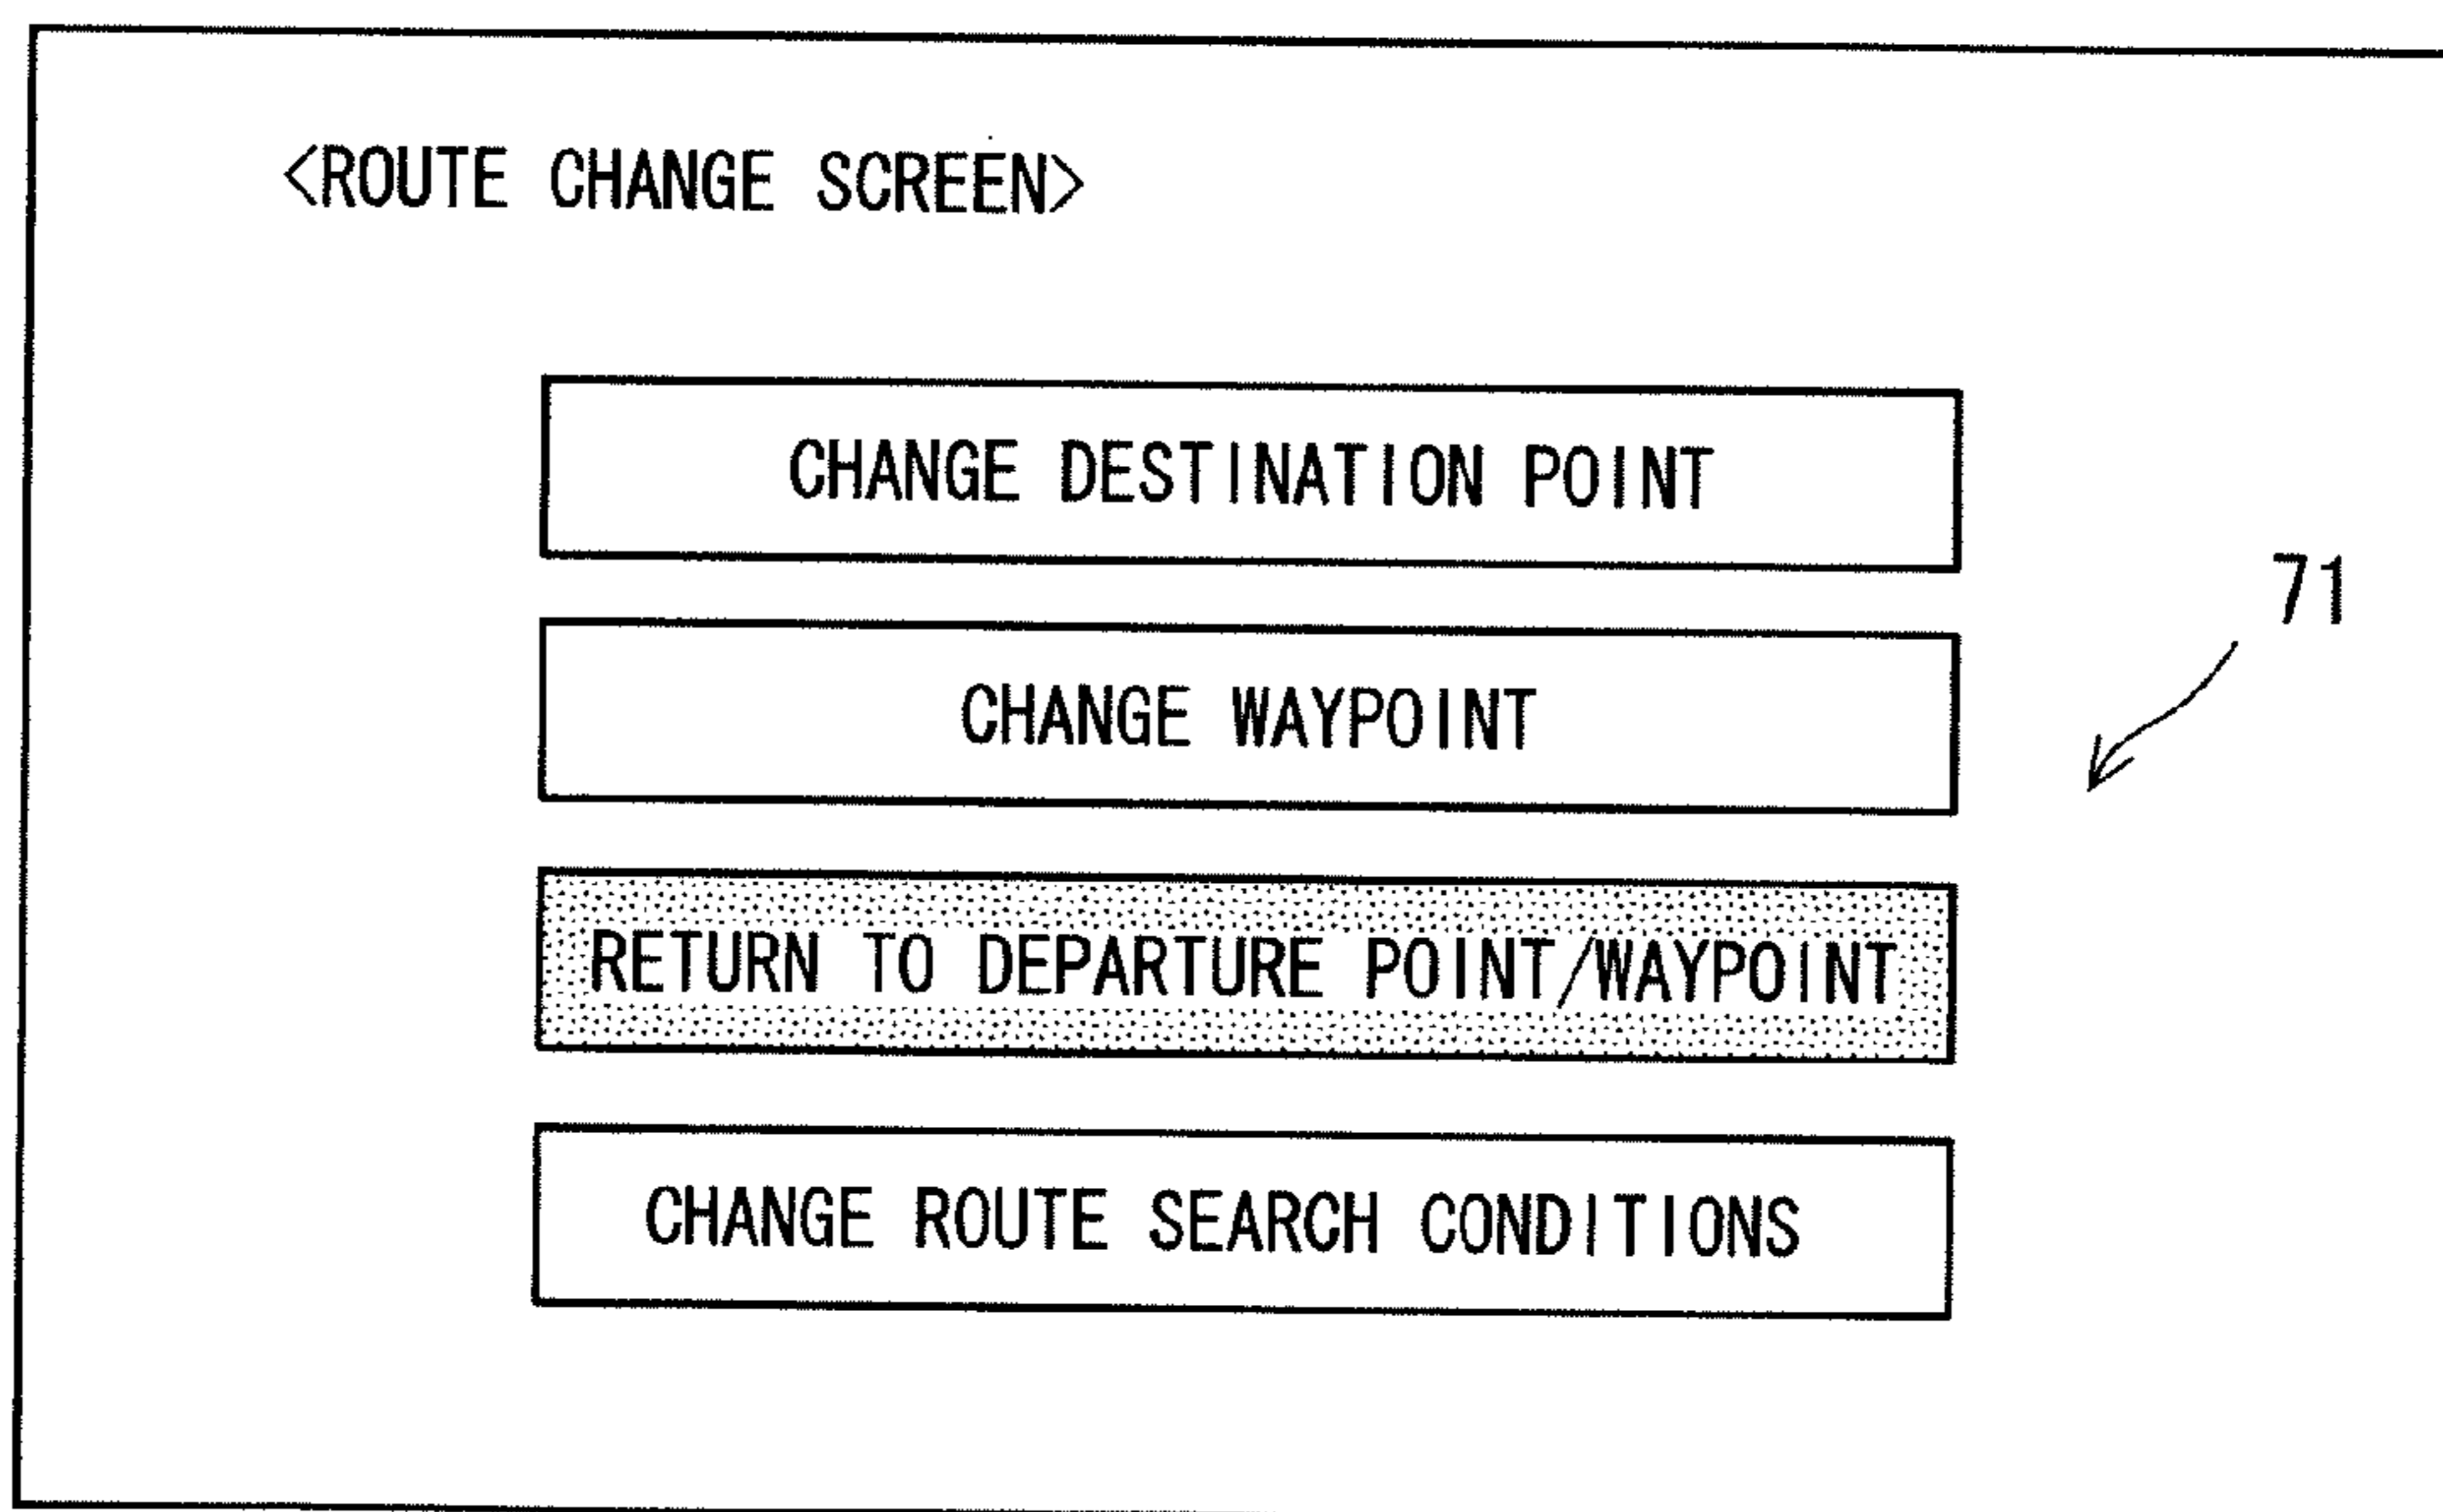 <ROUTE CHANGE SCREEN>
CHANGE DESTINATION POINT
71
CHANGE WAYPOINT
RETURN TO DEPARTURE POINT/WAYPOINT
CHANGE ROUTE SEARCH CONDITIONS